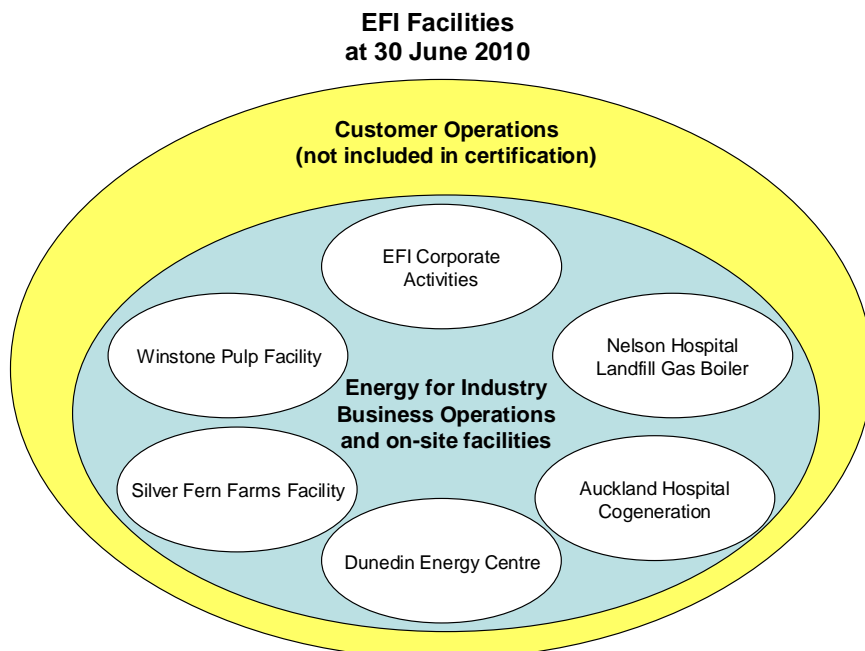 EFI Facilities
at 30 June 2010
Customer Operations
(not included in certification)
EFI Corporate
Activities
Winstone Pulp Facility
Nelson Hospital
Landfill Gas Boiler
Energy for Industry
Business Operations
and on-site facilities
Silver Fern Farms Facility
Auckland Hospital
Cogeneration
Dunedin Energy Centre